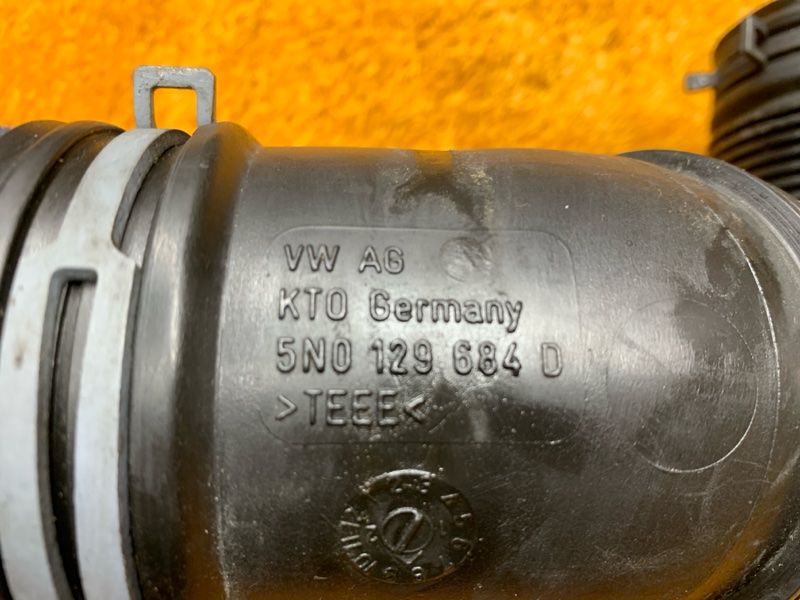 VW AG
KTO Germany
5N0 129 684 D
>TEEE<